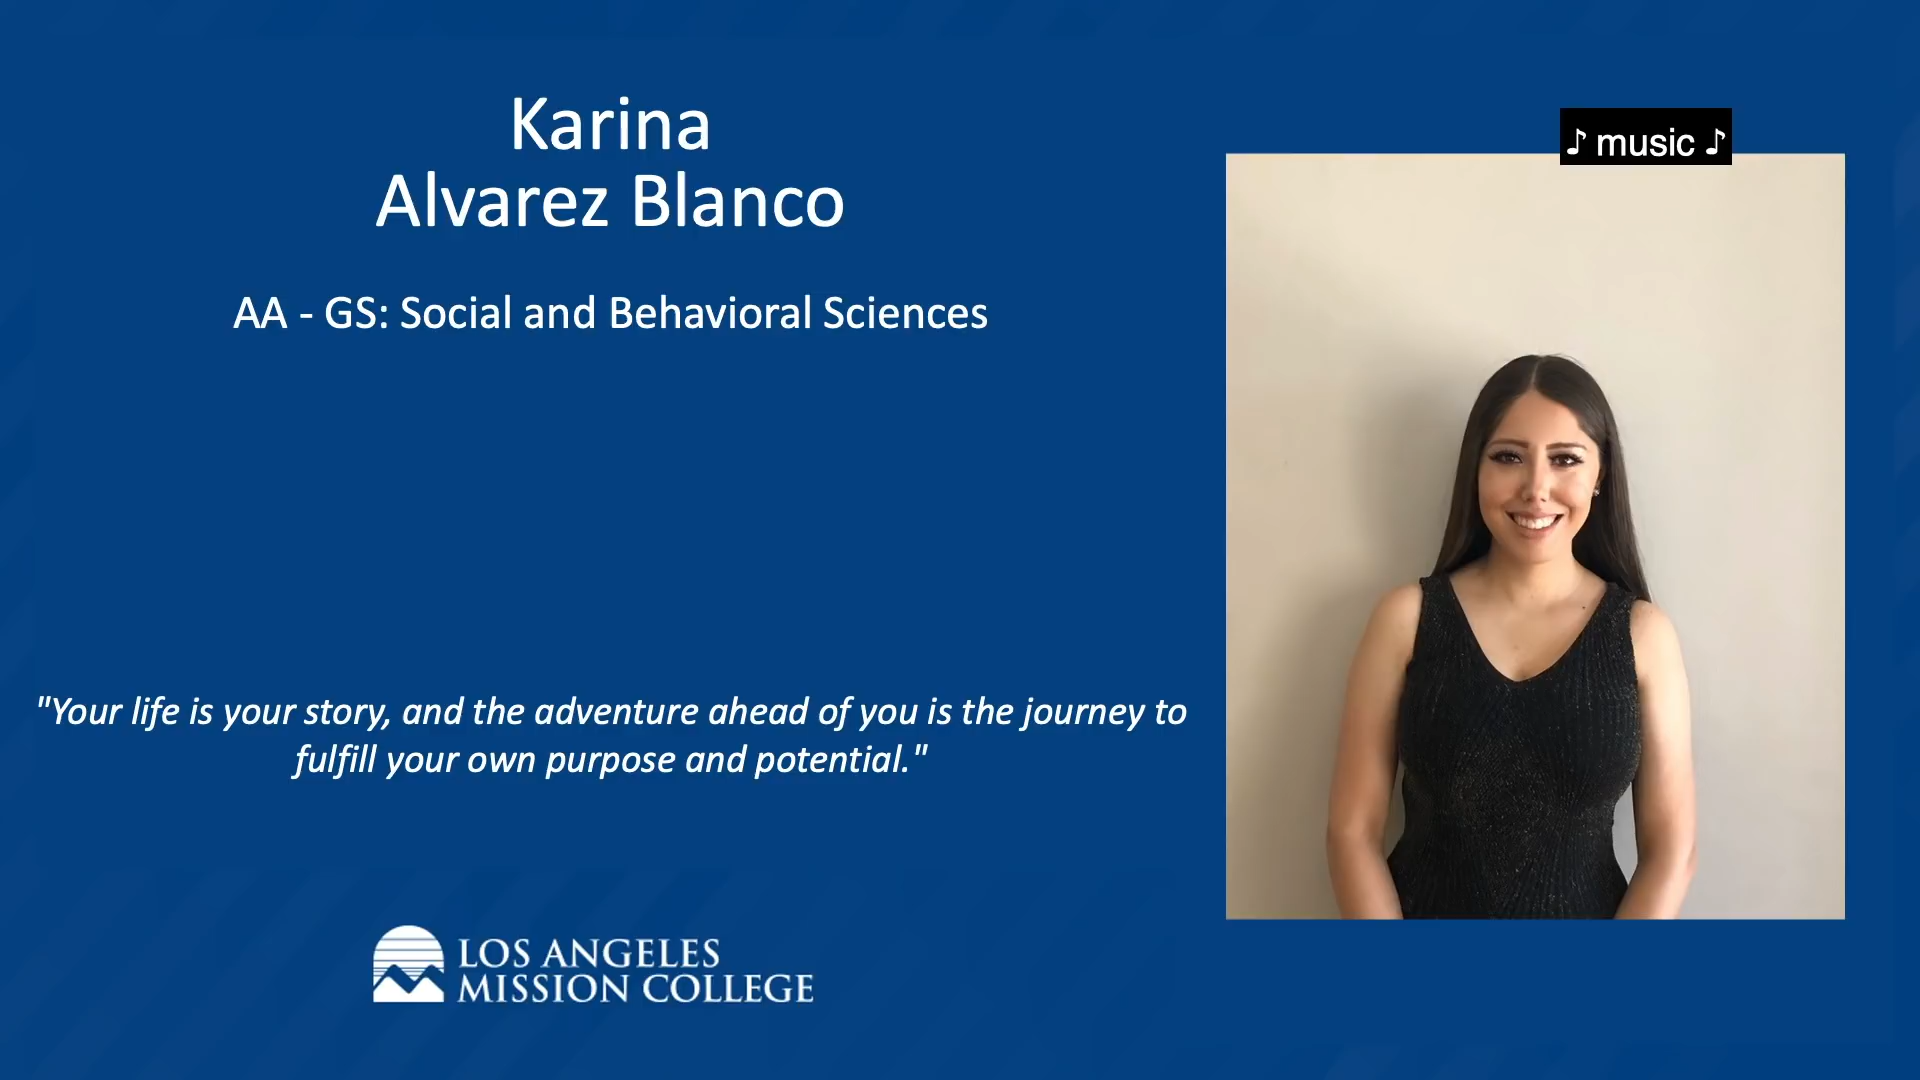 Karina
Alvarez Blanco
AA - GS: Social and Behavioral Sciences
♪ music ♪
"Your life is your story, and the adventure ahead of you is the journey to
fulfill your own purpose and potential."
LOS ANGELES
MISSION COLLEGE